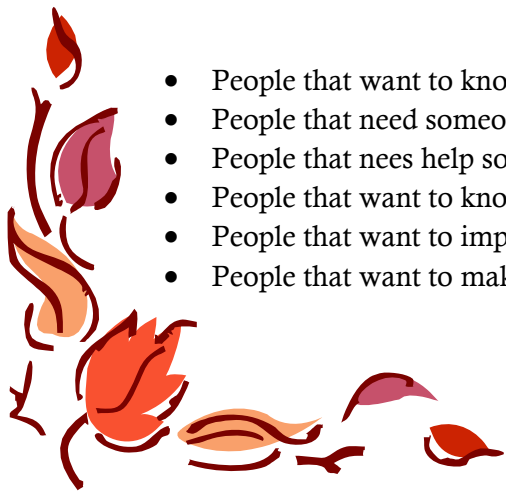 • People that want to kno
• People that need someo
• People that nees help so
• People that want to kno
• People that want to imp
• People that want to mak